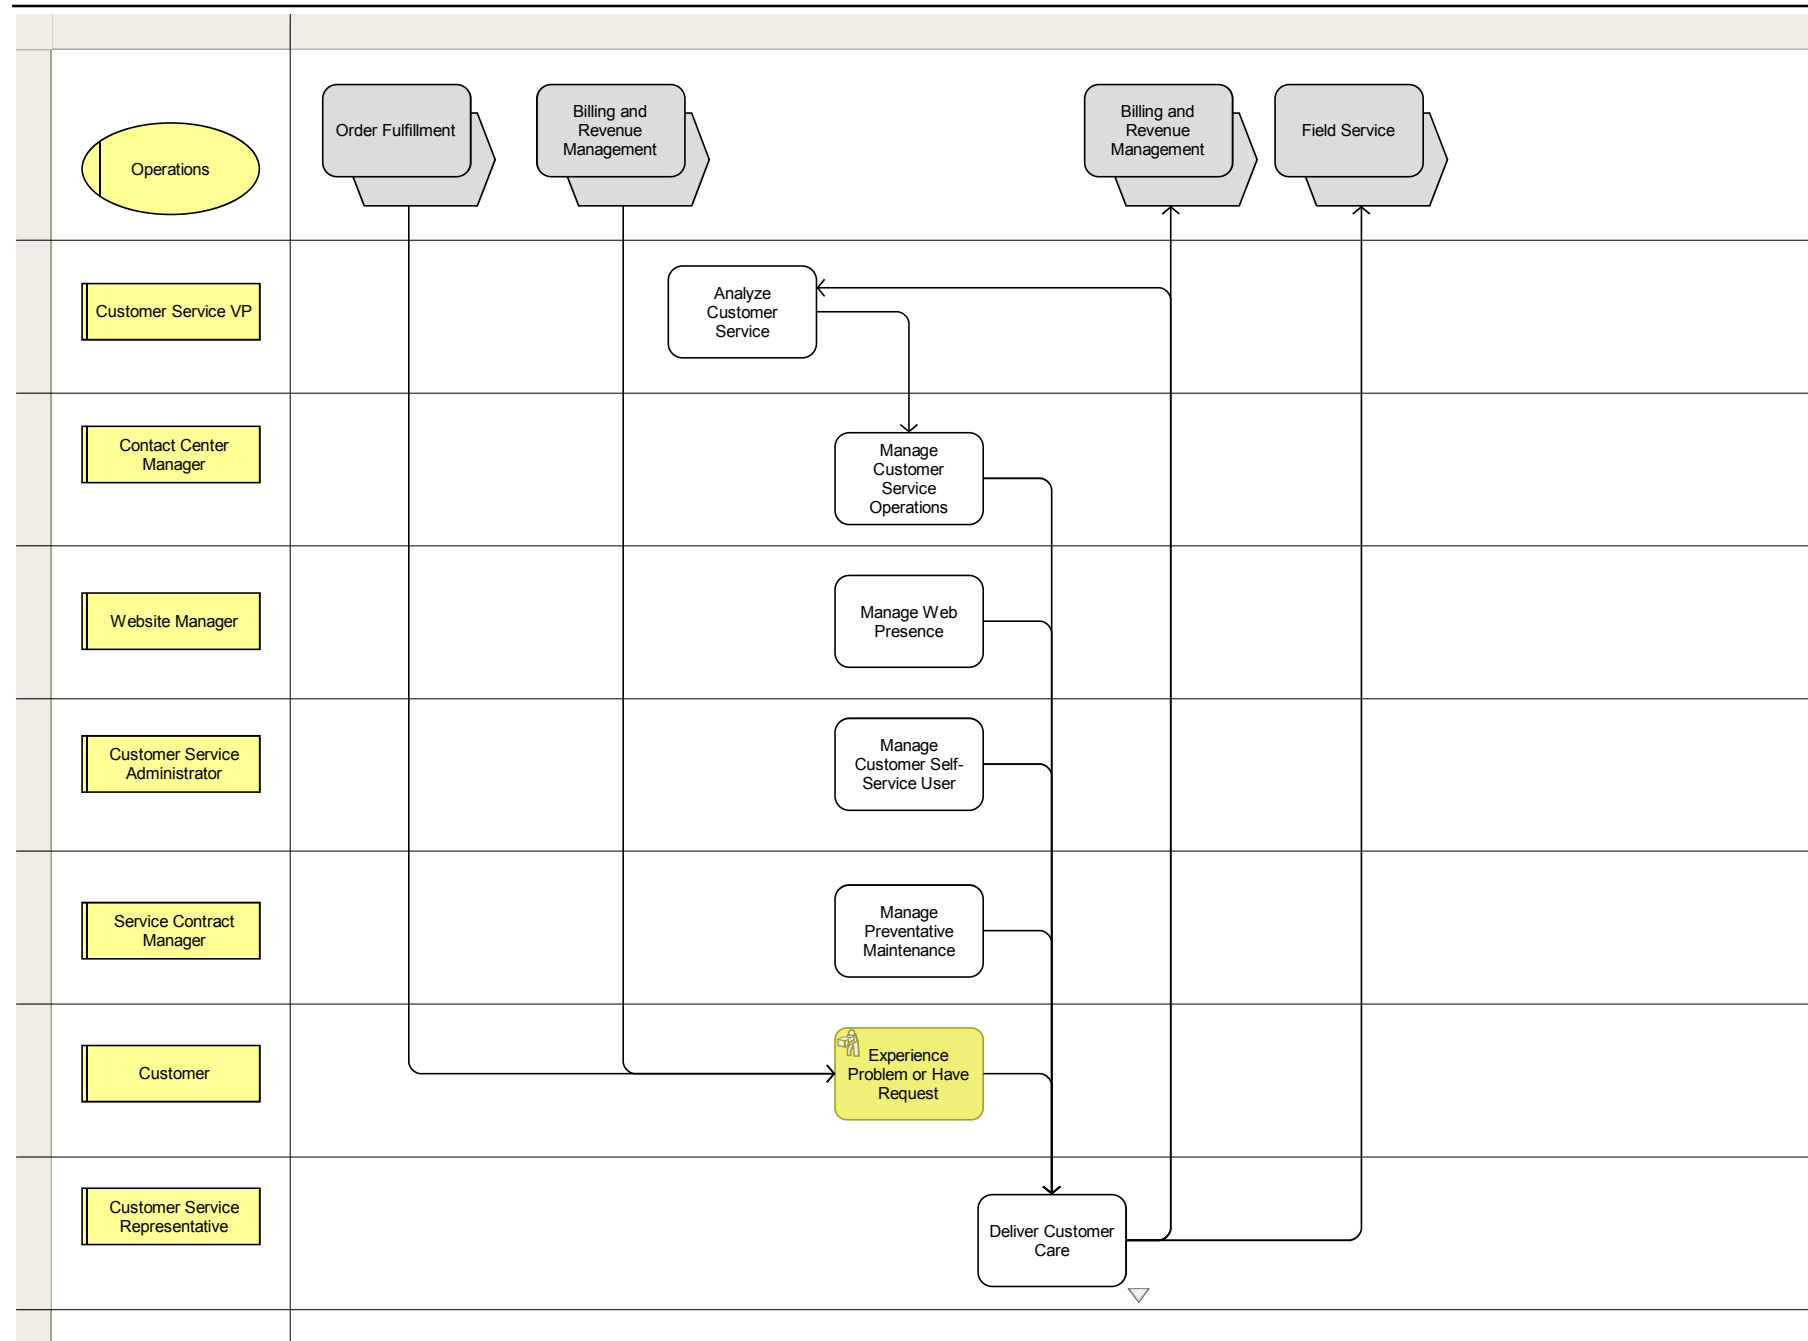 Operations
Order Fulfillment
Billing and
Revenue
Management
Billing and
Revenue
Management
Field Service
Customer Service VP
Analyze
Customer
Service
Contact Center
Manager
Manage
Customer
Service
Operations
Website Manager
Manage Web
Presence
Customer Service
Administrator
Manage
Customer Self-
Service User
Service Contract
Manager
Manage
Preventative
Maintenance
Customer
Experience
Problem or Have
Request
Customer Service
Representative
Deliver Customer
Care